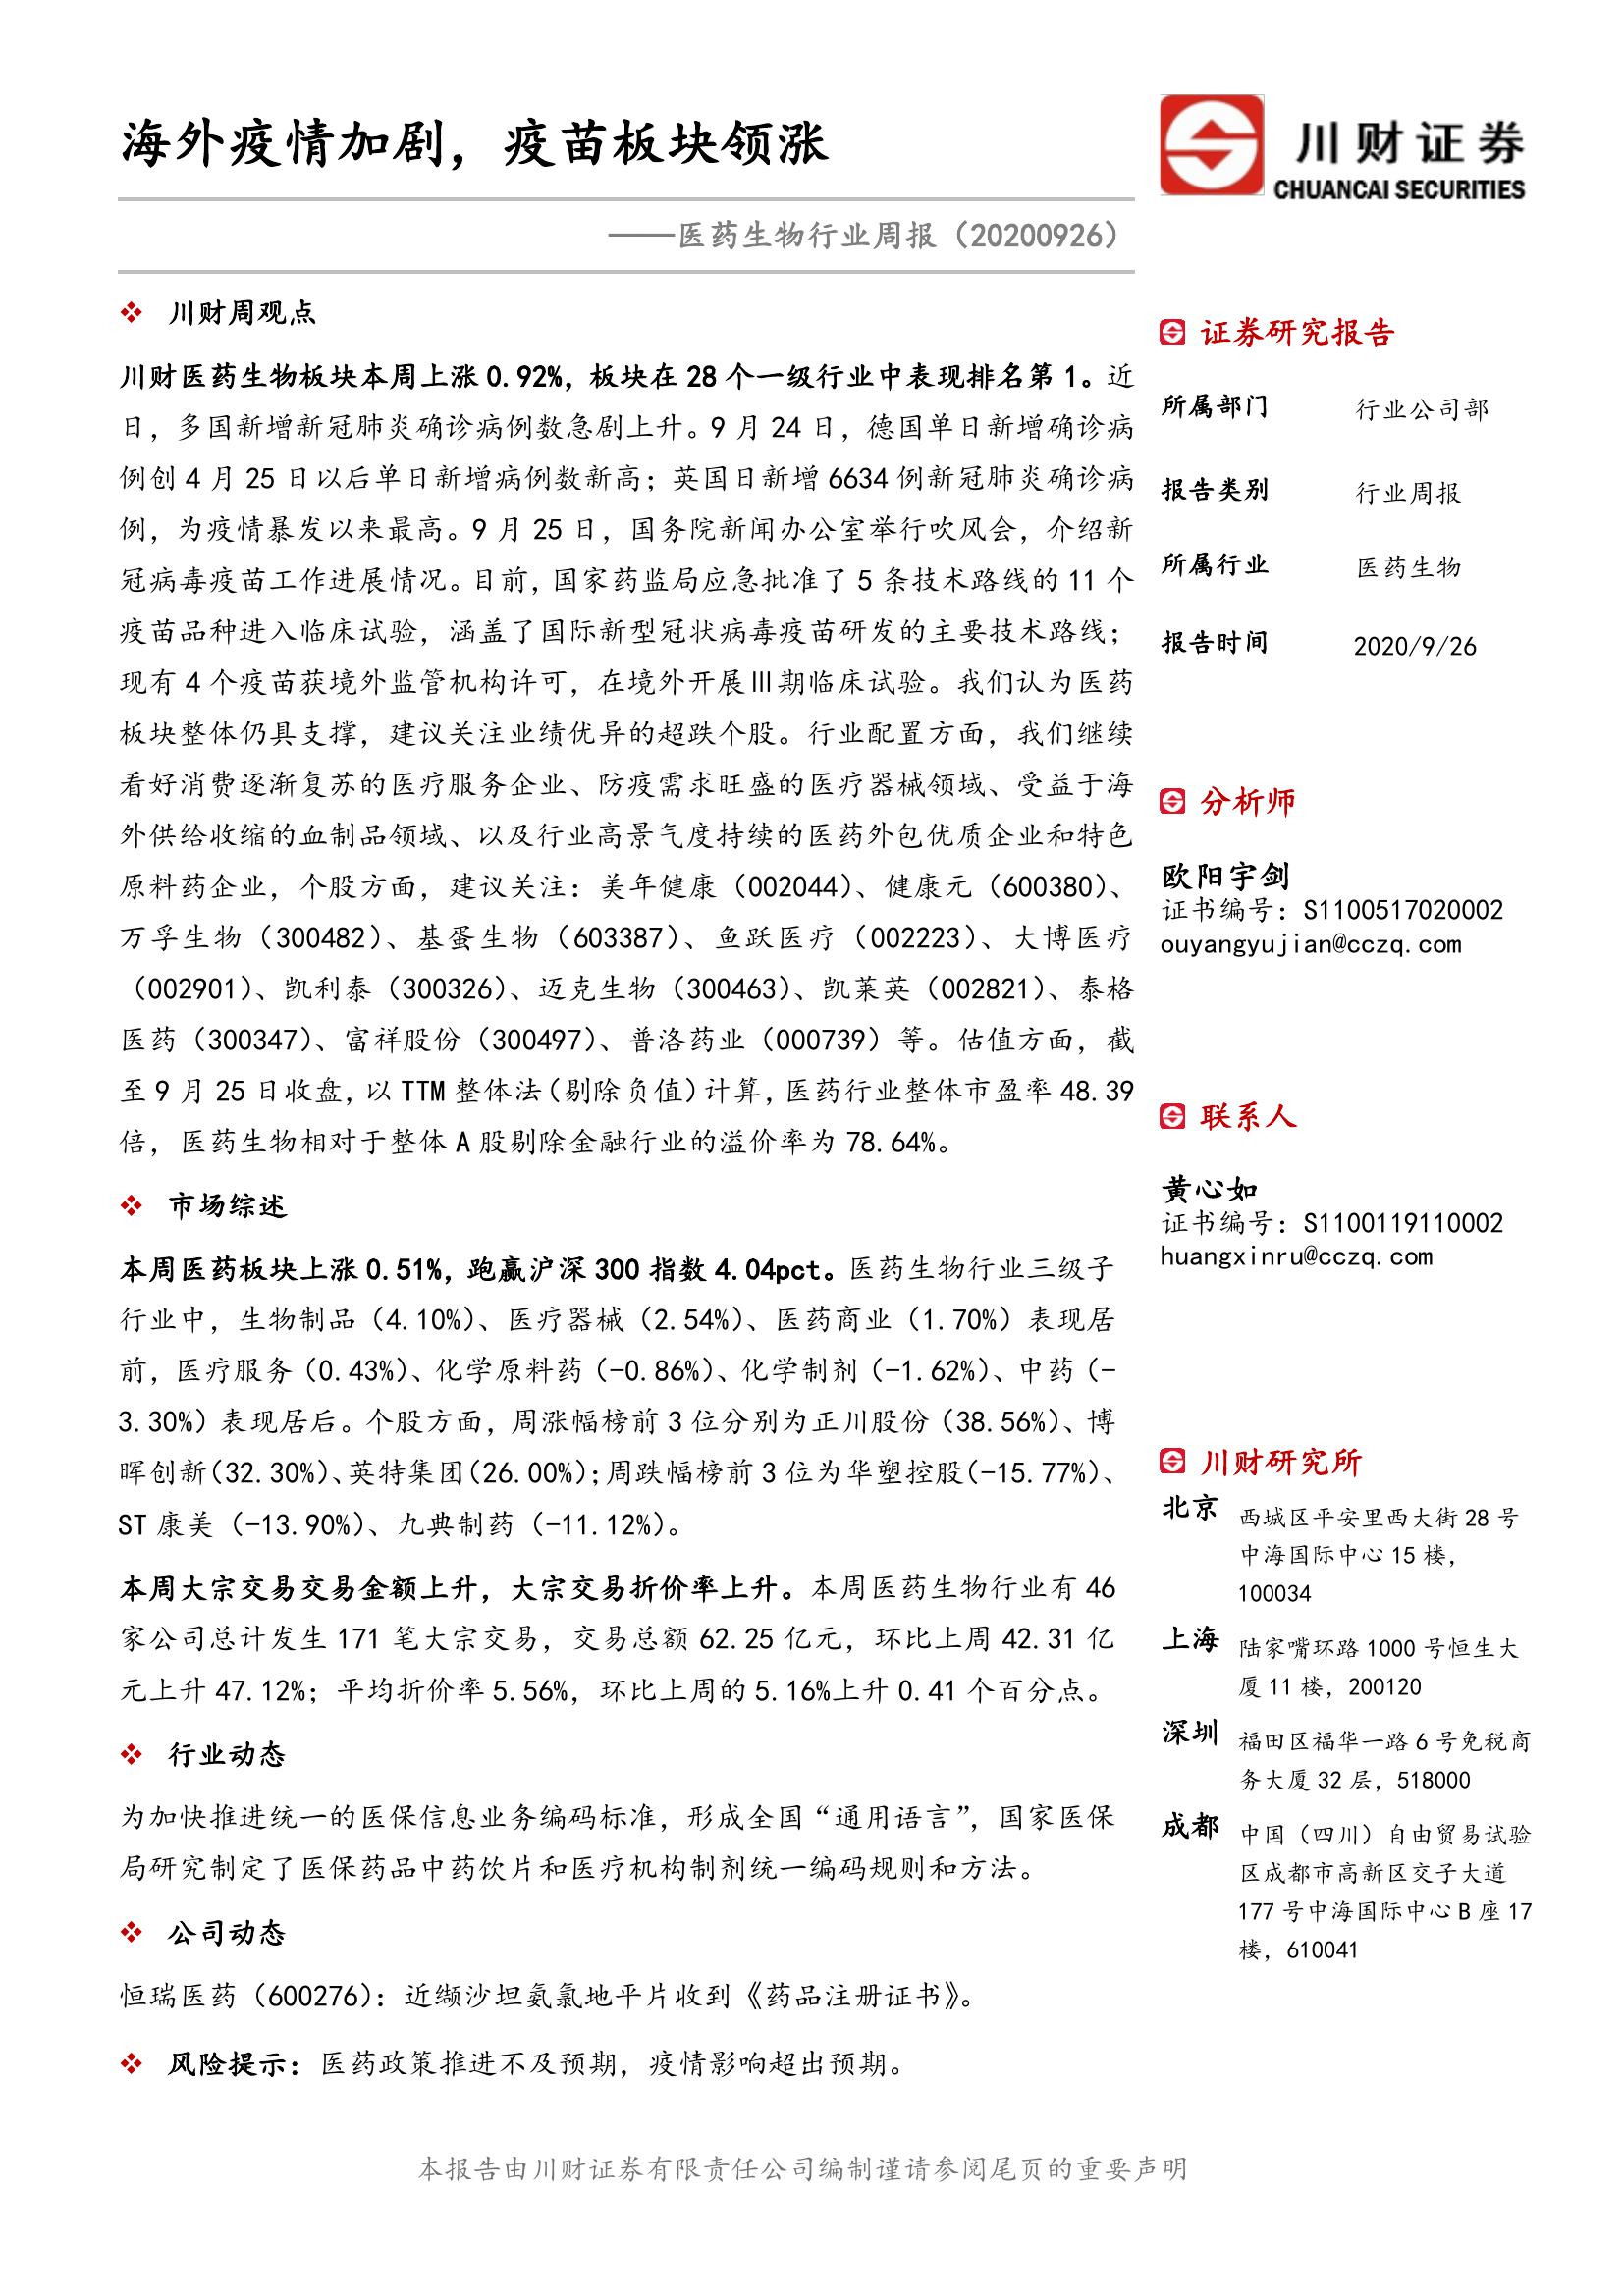 海外疫情加剧，疫苗板块领涨
——医药生物行业周报（20200926）
川财证券
CHUANCAI SECURITIES
川财周观点
川财医药生物板块本周上涨 0.92%，板块在 28 个一级行业中表现排名第 1。近
日，多国新增新冠肺炎确诊病例数急剧上升。9 月 24 日，德国单日新增确诊病
例创 4 月 25 日以后单日新增病例数新高；英国日新增 6634 例新冠肺炎确诊病
例，为疫情暴发以来最高。9 月 25 日，国务院新闻办公室举行吹风会，介绍新
冠病毒疫苗工作进展情况。目前，国家药监局应急批准了 5 条技术路线的 11 个
疫苗品种进入临床试验，涵盖了国际新型冠状病毒疫苗研发的主要技术路线；
现有 4 个疫苗获境外监管机构许可，在境外开展Ⅲ期临床试验。我们认为医药
板块整体仍具支撑，建议关注业绩优异的超跌个股。行业配置方面，我们继续
看好消费逐渐复苏的医疗服务企业、防疫需求旺盛的医疗器械领域、受益于海
外供给收缩的血制品领域、以及行业高景气度持续的医药外包优质企业和特色
原料药企业，个股方面，建议关注：美年健康（002044）、健康元（600380）、
万孚生物（300482）、基蛋生物（603387）、鱼跃医疗（002223）、大博医疗
（002901）、凯利泰（300326）、迈克生物（300463）、凯莱英（002821）、泰格
医药（300347）、富祥股份（300497）、普洛药业（000739）等。估值方面，截
至 9 月 25 日收盘，以 TTM 整体法（剔除负值）计算，医药行业整体市盈率 48.39
倍，医药生物相对于整体 A 股剔除金融行业的溢价率为 78.64%。
市场综述
本周医药板块上涨 0.51%，跑赢沪深 300 指数 4.04pct。医药生物行业三级子
行业中，生物制品（4.10%）、医疗器械（2.54%）、医药商业（1.70%）表现居
前，医疗服务（0.43%）、化学原料药（-0.86%）、化学制剂（-1.62%）、中药（-
3.30%）表现居后。个股方面，周涨幅榜前 3 位分别为正川股份（38.56%）、博
晖创新（32.30%）、英特集团（26.00%）；周跌幅榜前 3 位为华塑控股（-15.77%）、
ST 康美（-13.90%）、九典制药（-11.12%）。
本周大宗交易交易金额上升，大宗交易折价率上升。本周医药生物行业有 46
家公司总计发生 171 笔大宗交易，交易总额 62.25 亿元，环比上周 42.31 亿
元上升 47.12%；平均折价率 5.56%，环比上周的 5.16%上升 0.41 个百分点。
行业动态
为加快推进统一的医保信息业务编码标准，形成全国“通用语言”，国家医保
局研究制定了医保药品中药饮片和医疗机构制剂统一编码规则和方法。
公司动态
恒瑞医药（600276）：近缬沙坦氨氯地平片收到《药品注册证书》。
风险提示：医药政策推进不及预期，疫情影响超出预期。
证券研究报告
所属部门 行业公司部
报告类别 行业周报
所属行业 医药生物
报告时间 2020/9/26
分析师
欧阳宇剑
证书编号：S1100517020002
ouyangyujian@cczq.com
联系人
黄心如
证书编号：S1100119110002
huangxinru@cczq.com
川财研究所
北京 西城区平安里西大街 28 号
中海国际中心 15 楼，
100034
上海 陆家嘴环路 1000 号恒生大
厦 11 楼，200120
深圳 福田区福华一路 6 号免税商
务大厦 32 层，518000
成都 中国（四川）自由贸易试验
区成都市高新区交子大道
177 号中海国际中心 B 座 17
楼，610041
本报告由川财证券有限责任公司编制谨请参阅尾页的重要声明